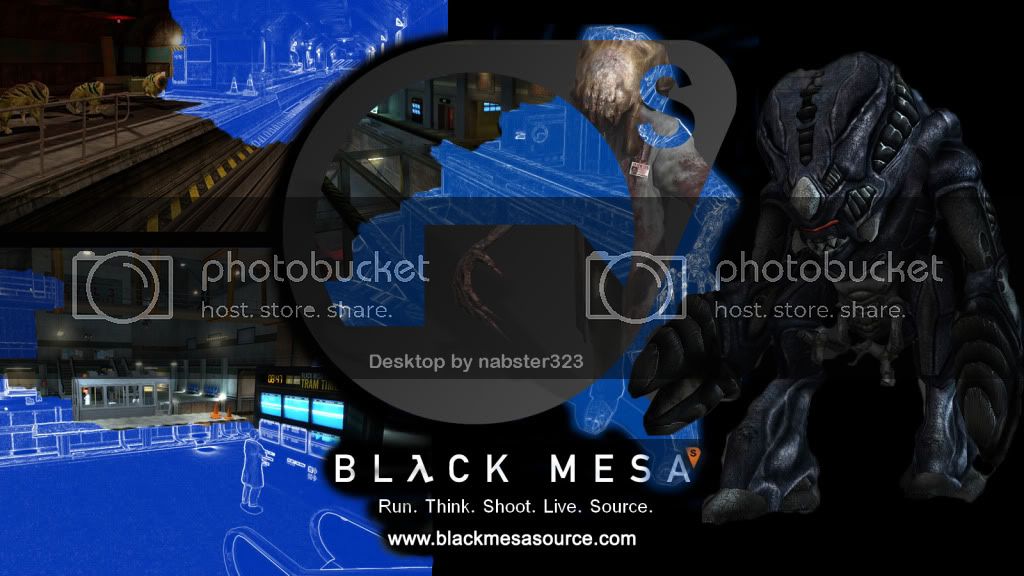 S
photobucket
host. store. share.
photobucket
host. store. share.
Desktop by nabster323
TRAM
BLλCK MESA
S
Run. Think. Shoot. Live. Source.
www.blackmesasource.com